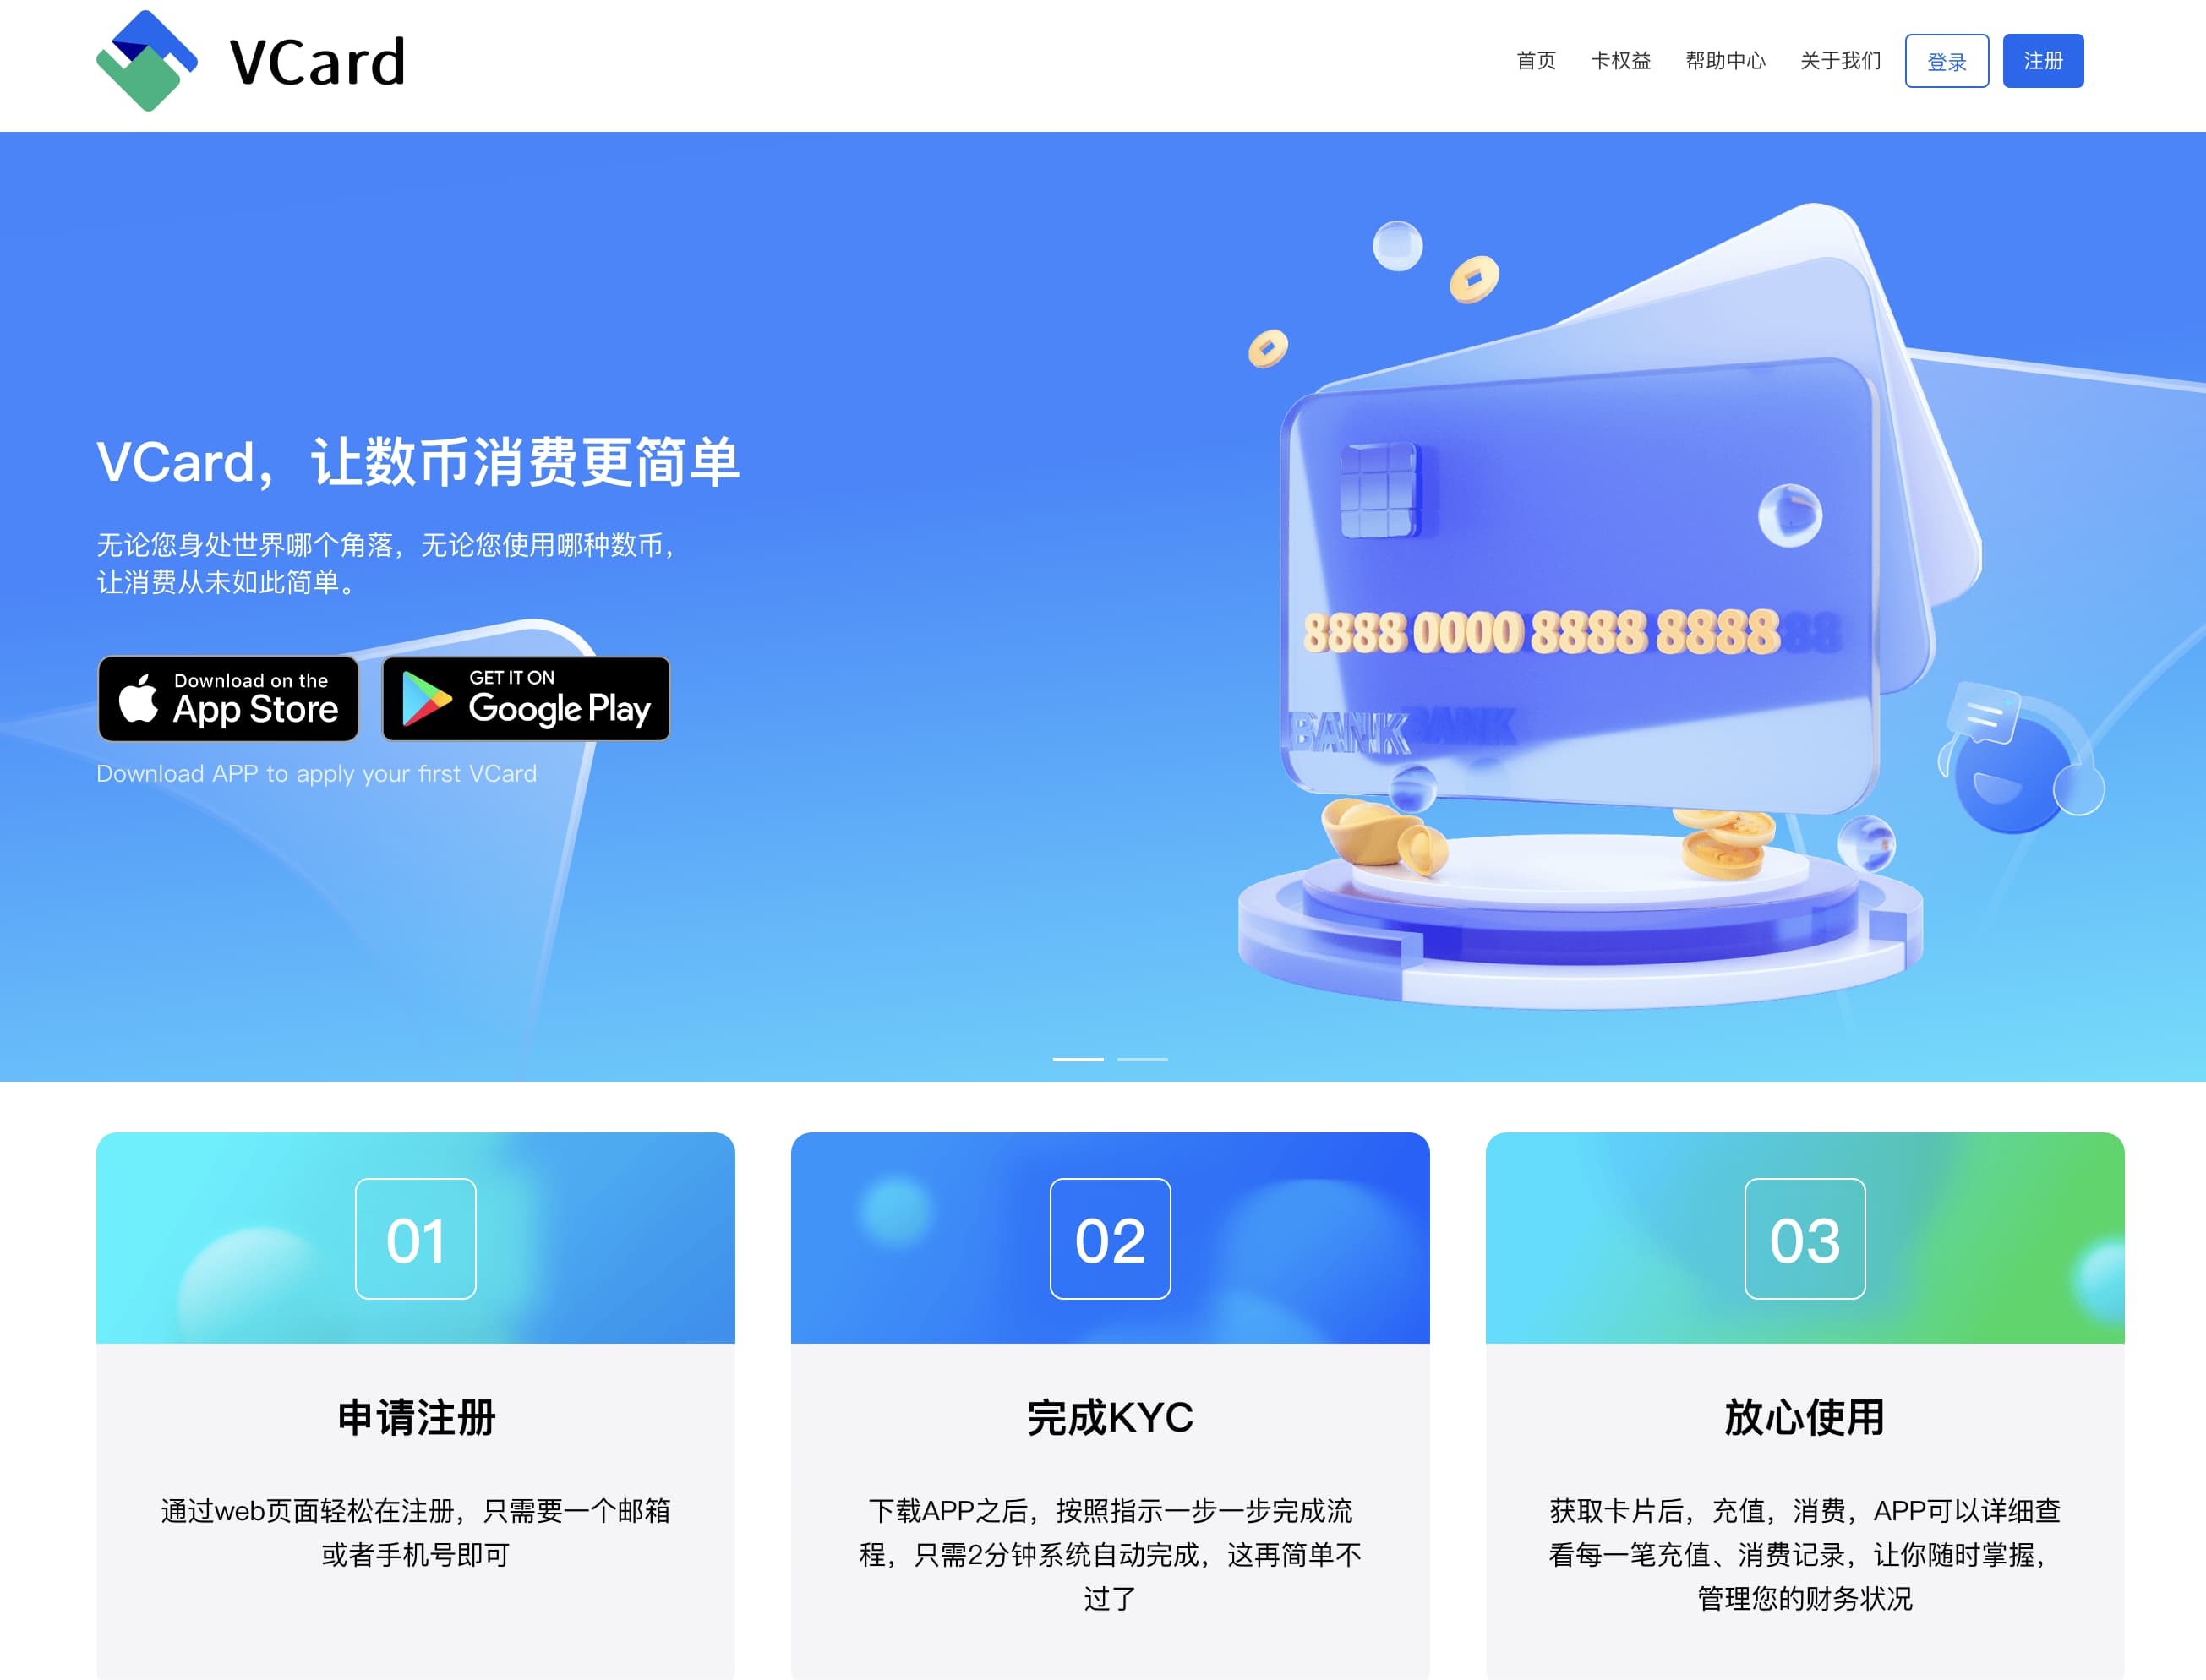 VCard
首页
卡权益
帮助中心
关于我们
登录
注册
VCard，让数币消费更简单
无论您身处世界哪个角落，无论您使用哪种数币，
让消费从未如此简单。
Download on the
App Store
GET IT ON
Google Play
Download APP to apply your first VCard
8888 0000 8888 8888
BANK
01
申请注册
通过web页面轻松在注册，只需要一个邮箱
或者手机号即可
02
完成KYC
下载APP之后，按照指示一步一步完成流
程，只需2分钟系统自动完成，这再简单不
过了
03
放心使用
获取卡片后，充值，消费，APP可以详细查
看每一笔充值、消费记录，让你随时掌握，
管理您的财务状况